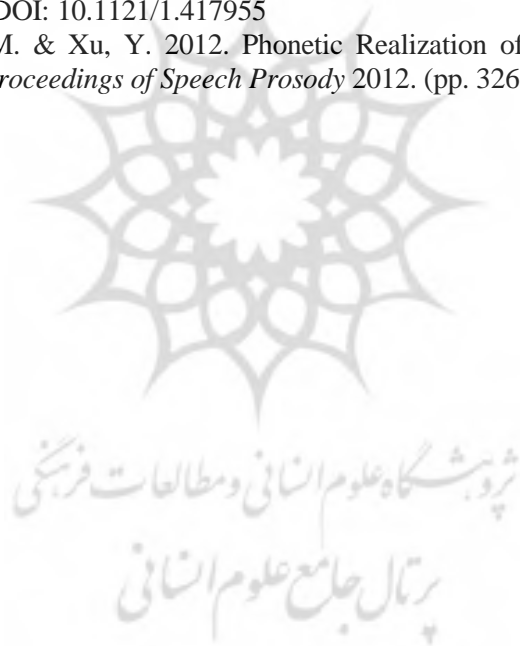 DOI: 10.1121/1.417955
M. & Xu, Y. 2012. Phonetic Realization of
roceedings of Speech Prosody 2012. (pp. 326
پژوهشگاه علوم انسانی و مطالعات فرهنگی
پرتال جامع علوم انسانی